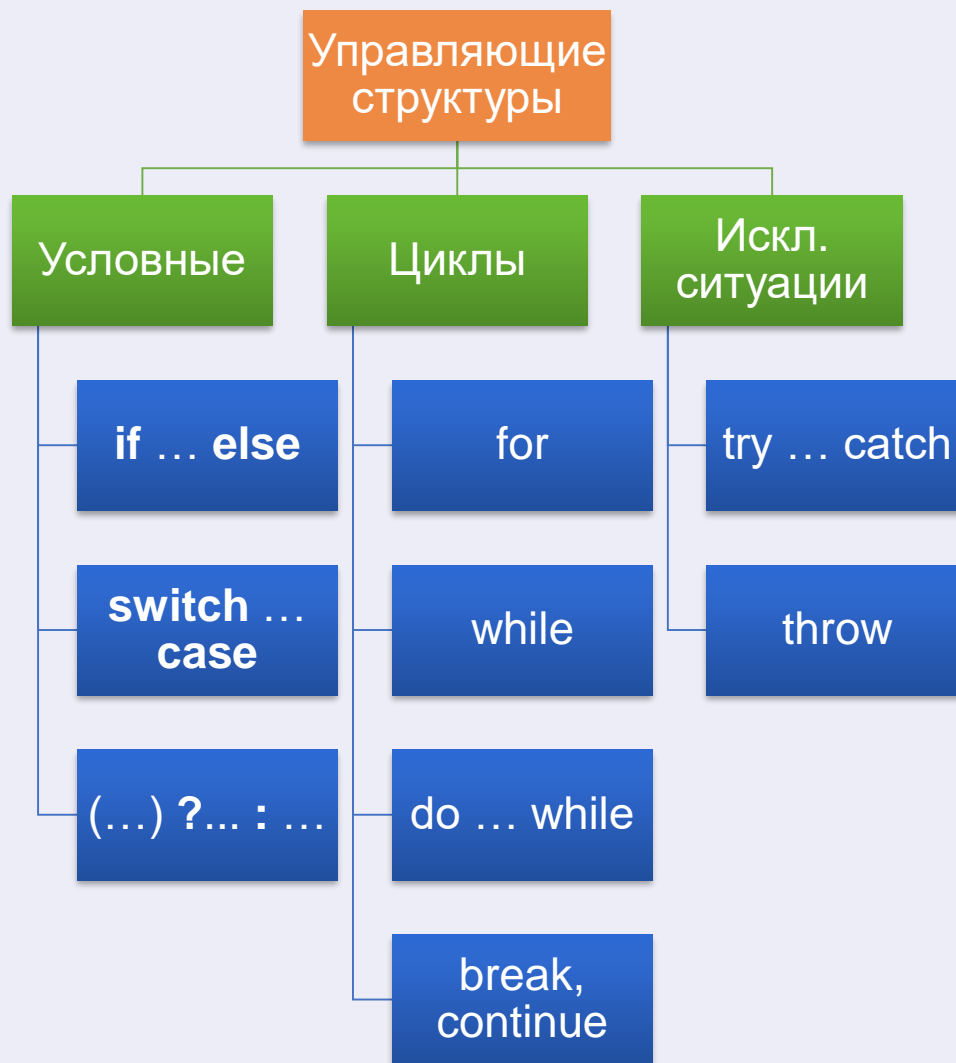 Управляющие
структуры
Условные
if … else
switch …
case
(…) ?... : …
Циклы
for
while
do … while
break,
continue
Искл.
ситуации
try … catch
throw